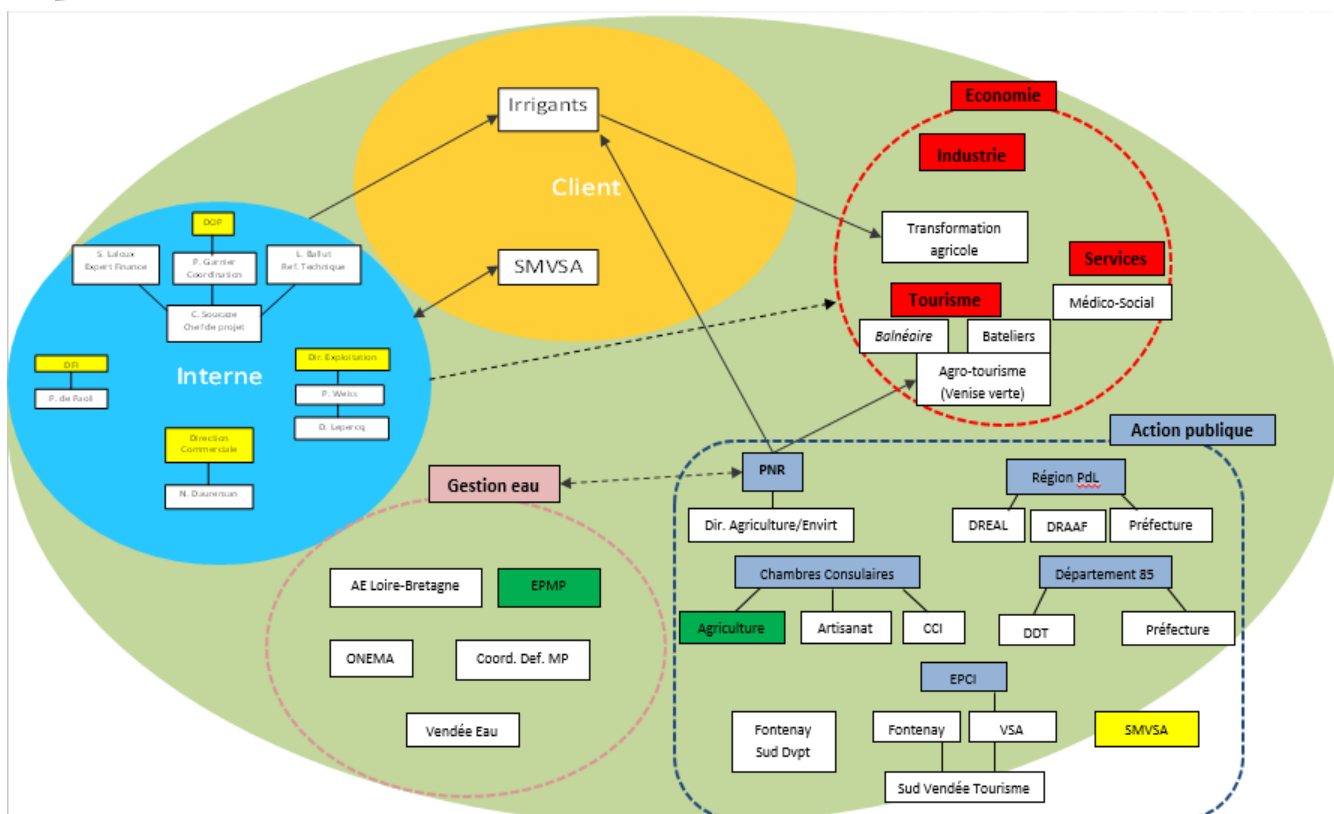 Economie
Irrigants
Industrie
Client
Transformation
agricole
DOP
S. Laloux
Expert Finance
P. Garnier
Coordination
L. Ballut
Ref. Technique
SMVSA
Services
Tourisme
Médico-Social
C. Soucaze
Chef de projet
Balnéaire
Bateliers
DFI
Interne
Dir. Exploitation
Agro-tourisme
(Venise verte)
P. de Paoli
P. Weiss
D. Lepercq
Action publique
Direction
Commerciale
Gestion eau
PNR
Région PdL
N. Daurensan
Dir. Agriculture/Envirt
DREAL
DRAAF
Préfecture
AE Loire-Bretagne
EPMP
Chambres Consulaires
Département 85
Agriculture
Artisanat
CCI
DDT
Préfecture
ONEMA
Coord. Def. MP
EPCI
Vendée Eau
Fontenay
Sud Dvpt
Fontenay
VSA
SMVSA
Sud Vendée Tourisme